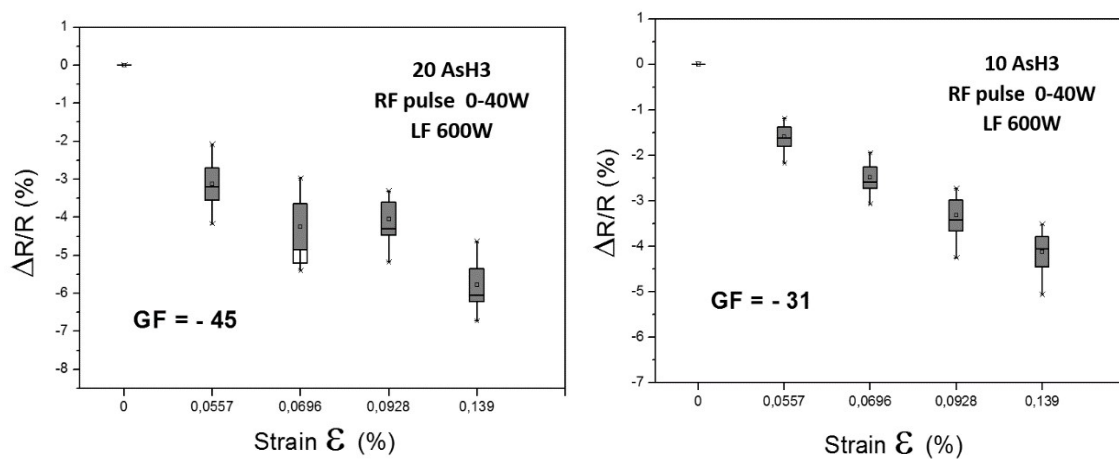 1
0
-1
-2
-3
-4
-5
-6
-7
-8
ΔR/R (%)
20 AsH3
RF pulse 0-40W
LF 600W
GF = - 45
0 0,0557 0,0696 0,0928 0,139
Strain ε (%)
1
0
-1
-2
-3
-4
-5
-6
-7
ΔR/R (%)
10 AsH3
RF pulse 0-40W
LF 600W
GF = - 31
0 0,0557 0,0696 0,0928 0,139
Strain ε (%)